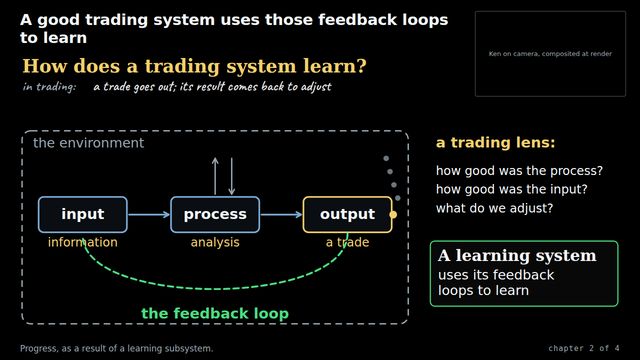 A good trading system uses those feedback loops
to learn
Ken on camera, composited at render
How does a trading system learn?
in trading: a trade goes out; its result comes back to adjust
the environment
input
process
output
information
analysis
a trade
the feedback loop
a trading lens:
how good was the process?
how good was the input?
what do we adjust?
A learning system
uses its feedback
loops to learn
Progress, as a result of a learning subsystem.
chapter 2 of 4